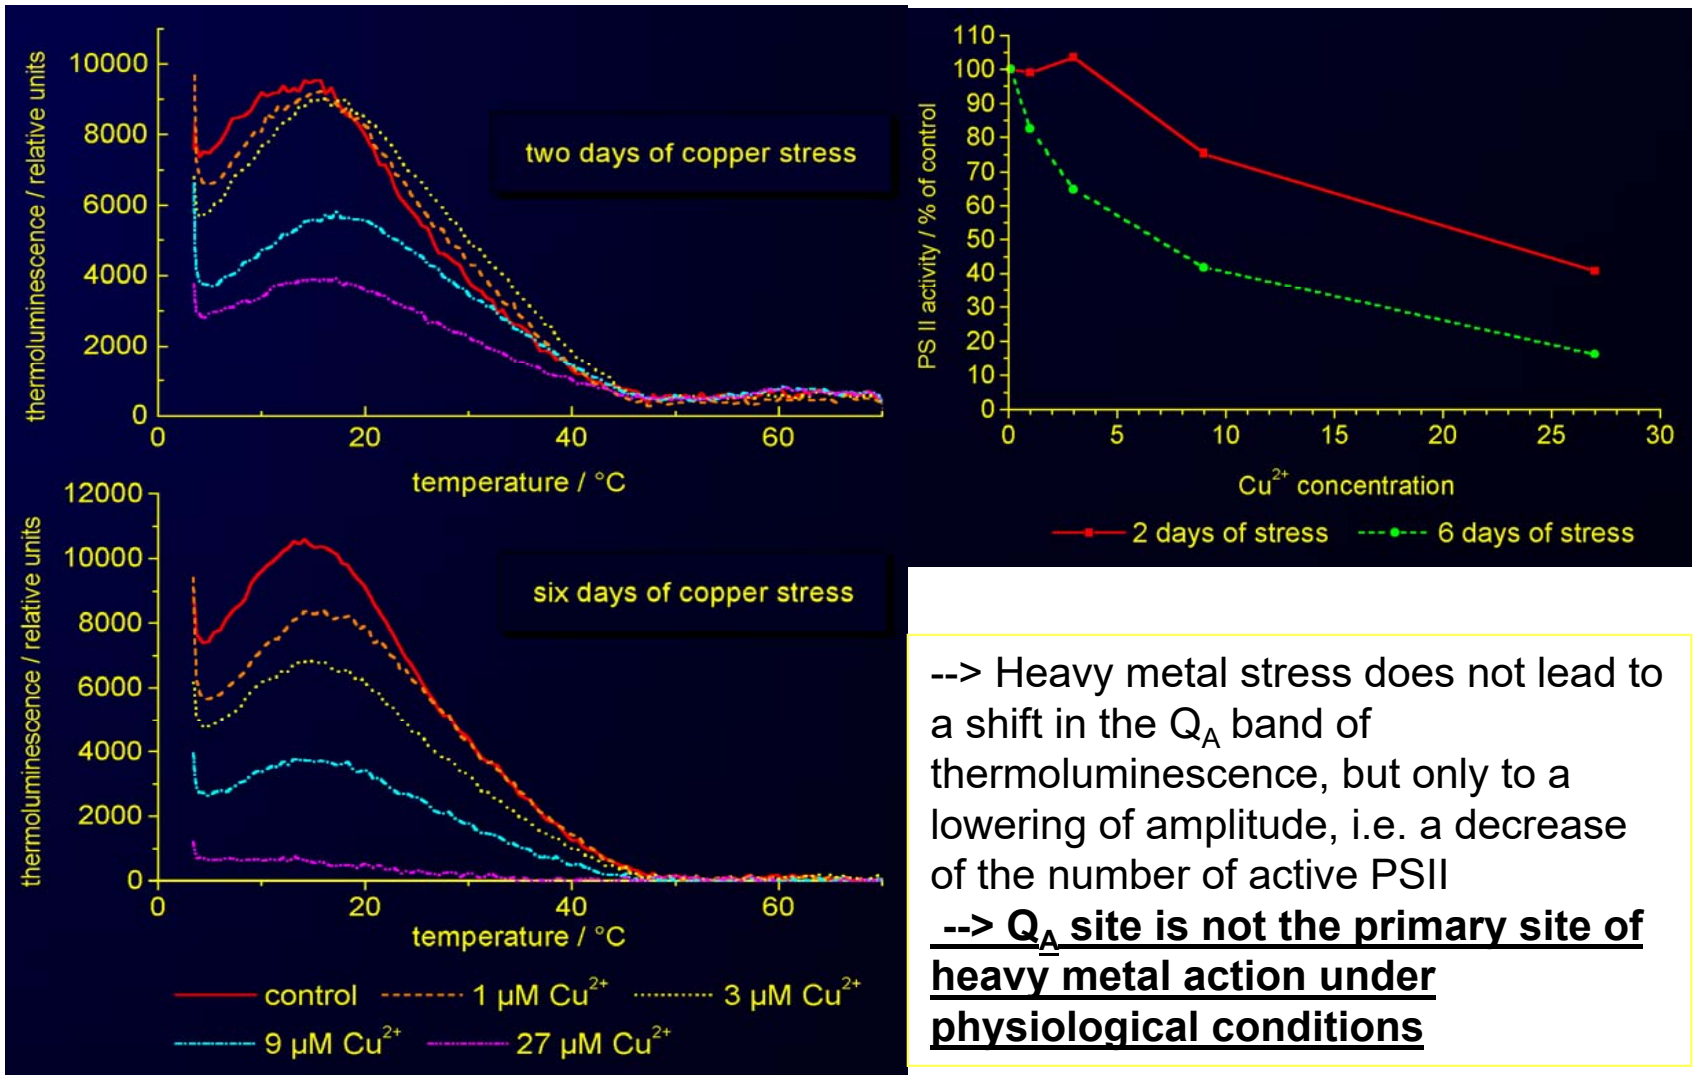 thermoluminescence / relative units
10000
8000
6000
4000
2000
0
0 20 40 60
temperature / °C
two days of copper stress
12000
10000
8000
6000
4000
2000
0
0 20 40 60
temperature / °C
thermoluminescence / relative units
six days of copper stress
control 1 µM Cu²⁺ 3 µM Cu²⁺
9 µM Cu²⁺ 27 µM Cu²⁺
PS II activity / % of control
110
100
90
80
70
60
50
40
30
20
10
0
0 5 10 15 20 25 30
Cu²⁺ concentration
2 days of stress 6 days of stress
--> Heavy metal stress does not lead to
a shift in the Q_A band of
thermoluminescence, but only to a
lowering of amplitude, i.e. a decrease
of the number of active PSII
--> Q_A site is not the primary site of
heavy metal action under
physiological conditions